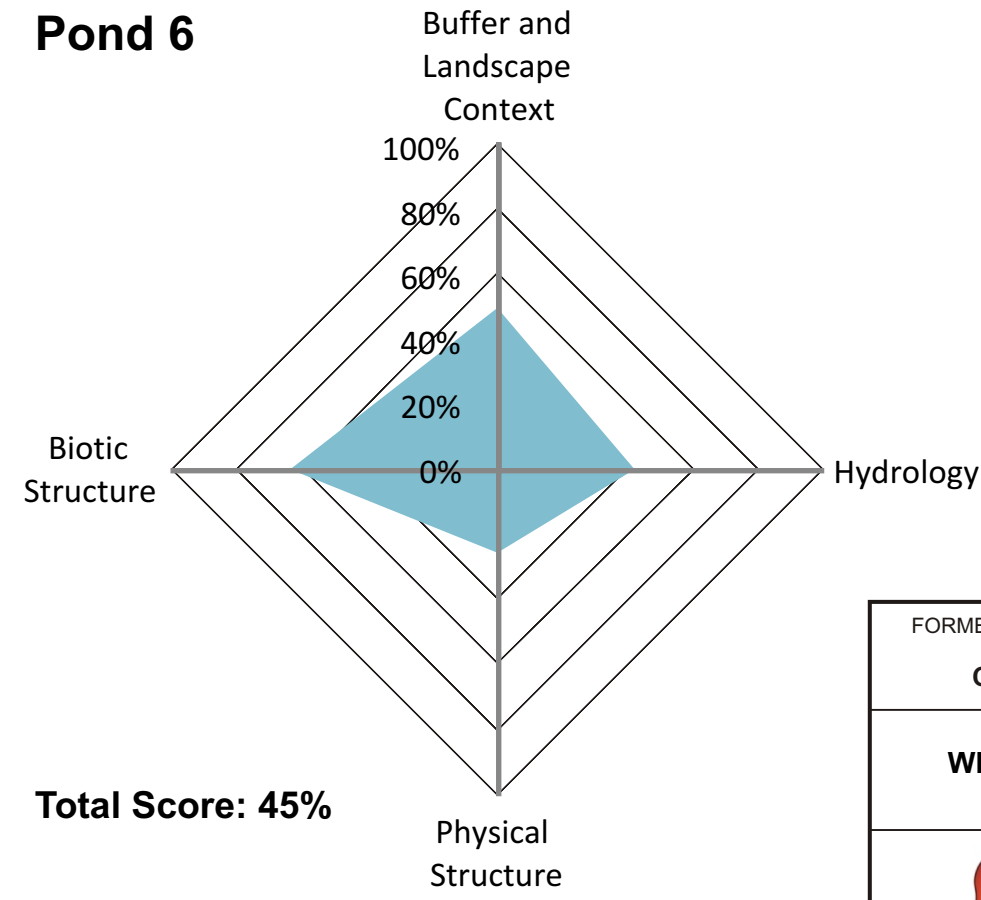 Pond 6
Buffer and
Landscape
Context
100%
80%
60%
40%
20%
0%
Biotic
Structure
Hydrology
Physical
Structure
Total Score: 45%
FORME